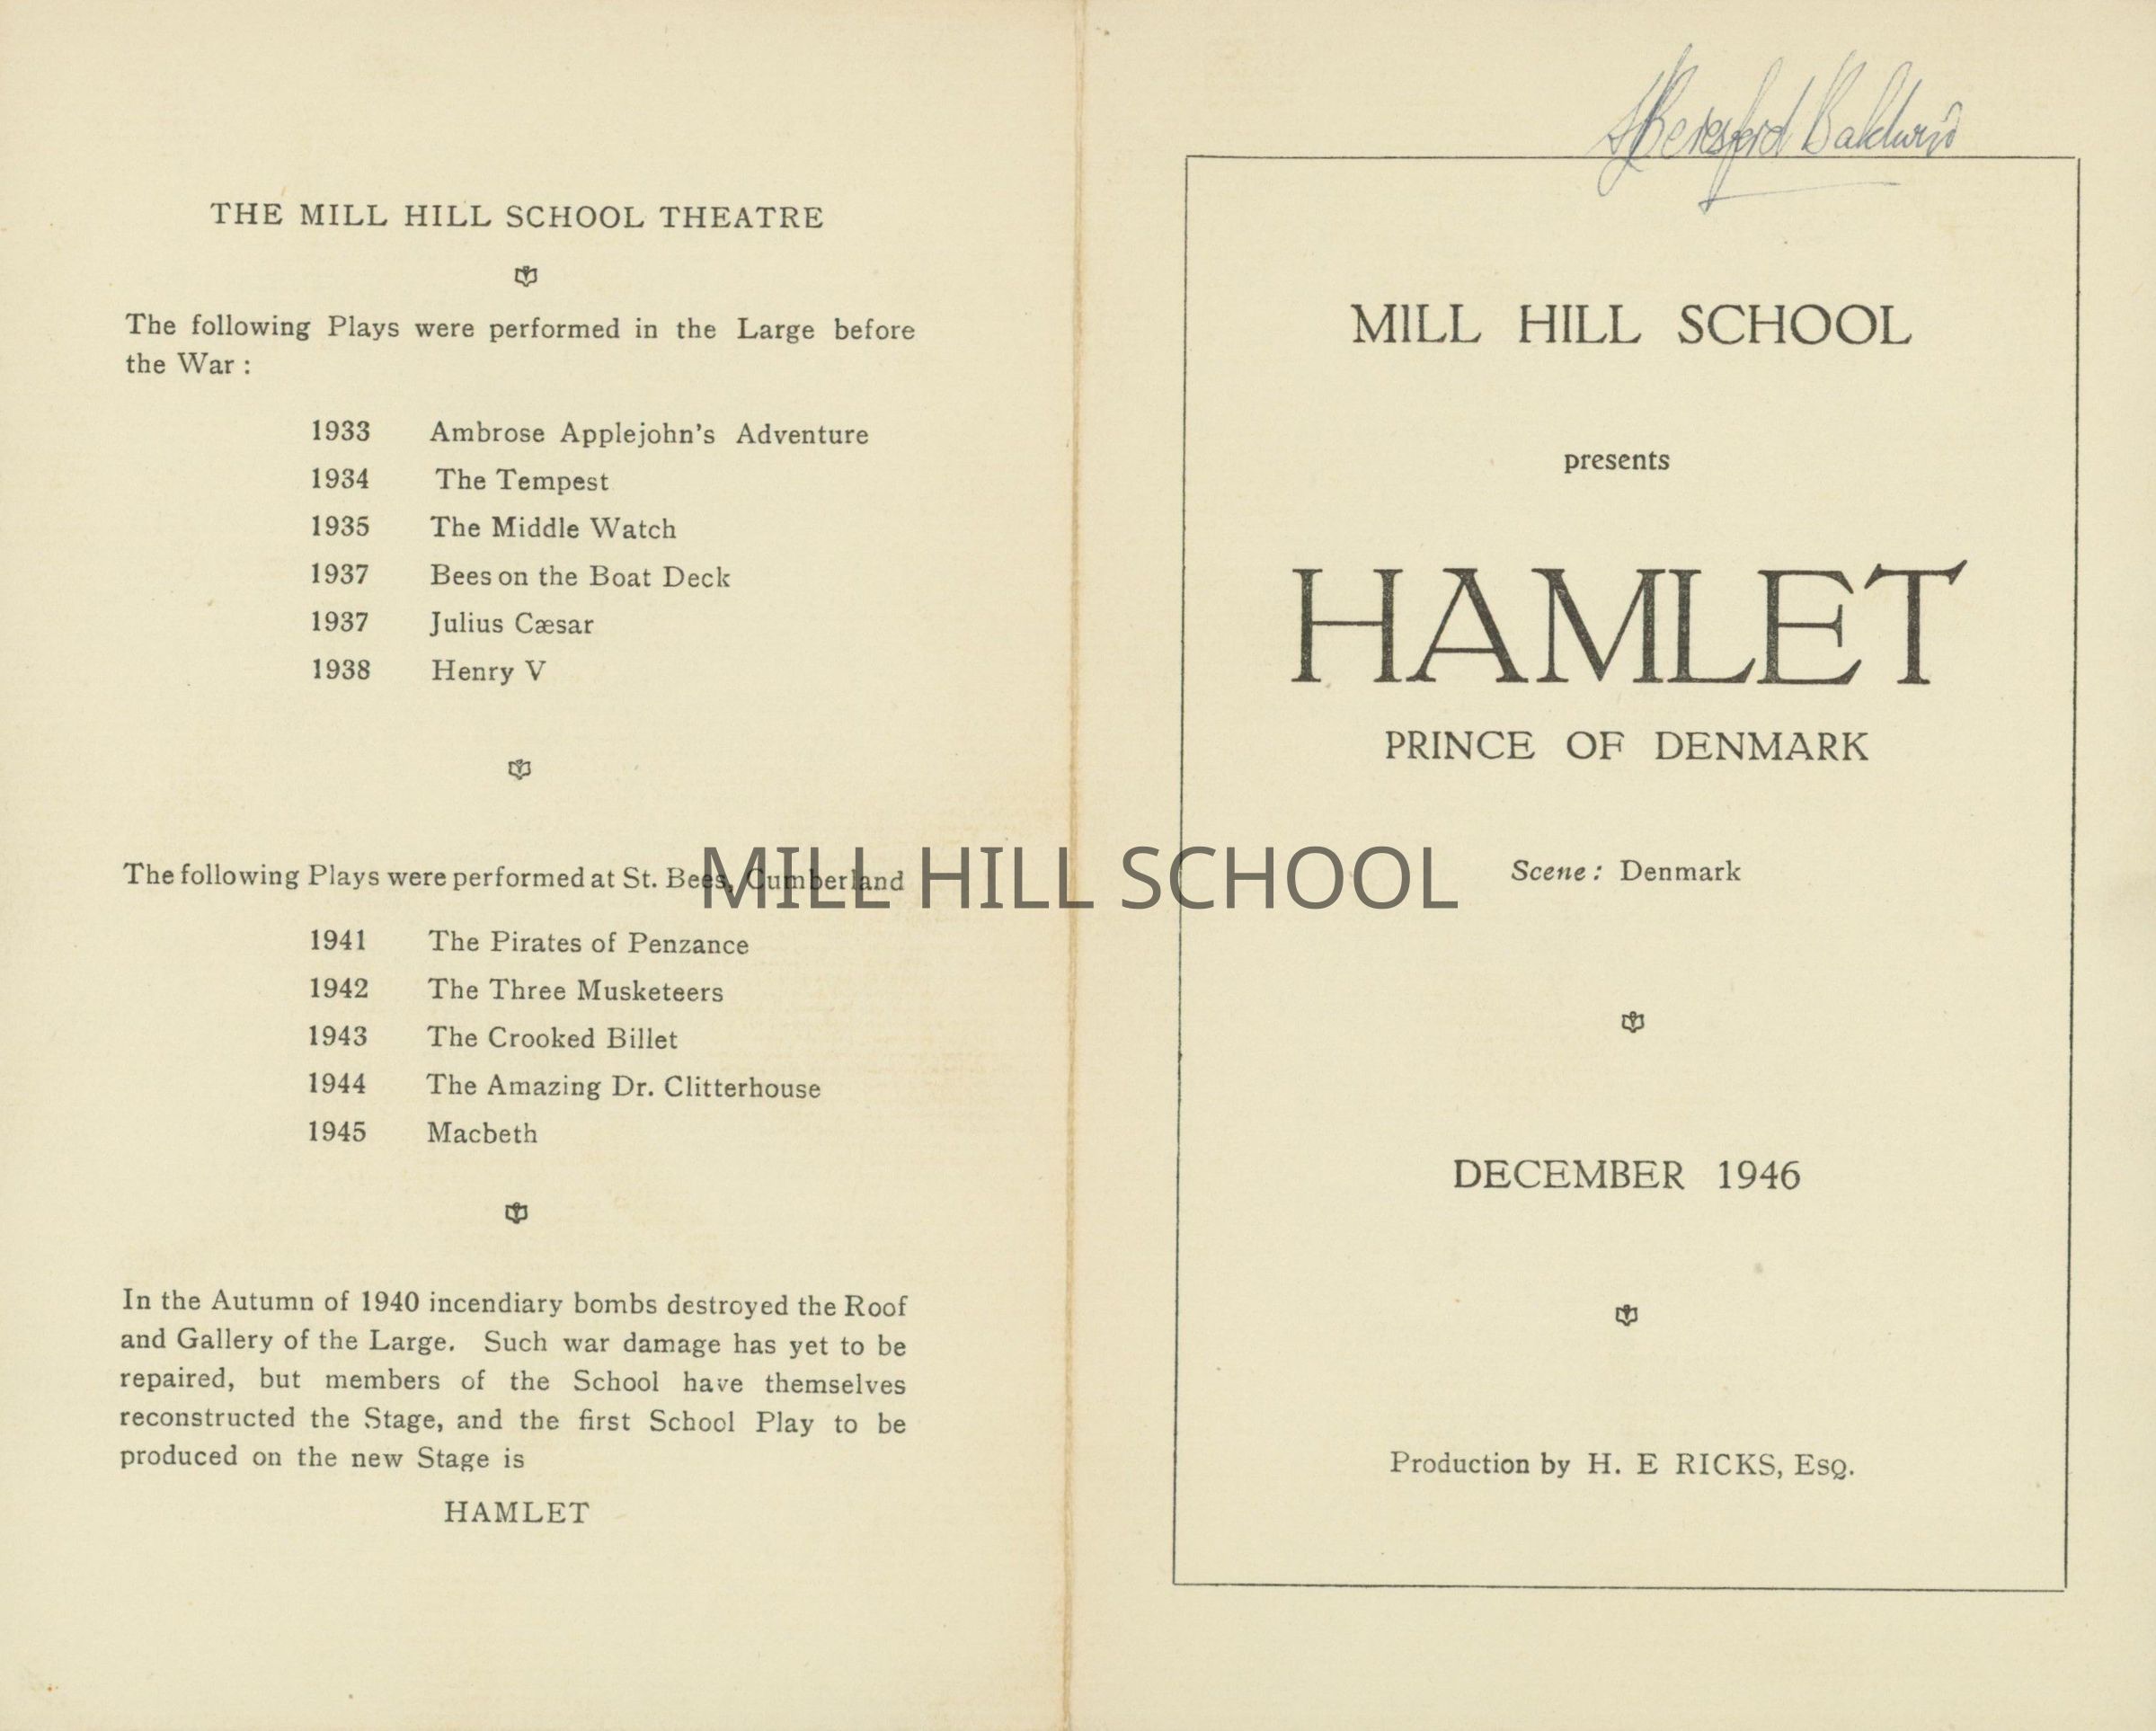 THE MILL HILL SCHOOL THEATRE
The following Plays were performed in the Large before
the War :
1933 Ambrose Applejohn's Adventure
1934 The Tempest
1935 The Middle Watch
1937 Bees on the Boat Deck
1937 Julius Cæsar
1938 Henry V
The following Plays were performed at St. Bees, Cumberland
1941 The Pirates of Penzance
1942 The Three Musketeers
1943 The Crooked Billet
1944 The Amazing Dr. Clitterhouse
1945 Macbeth
In the Autumn of 1940 incendiary bombs destroyed the Roof
and Gallery of the Large. Such war damage has yet to be
repaired, but members of the School have themselves
reconstructed the Stage, and the first School Play to be
produced on the new Stage is
HAMLET
Beresford Baldwin
MILL HILL SCHOOL
presents
HAMLET
PRINCE OF DENMARK
Scene : Denmark
DECEMBER 1946
Production by H. E RICKS, Esq.
MILL HILL SCHOOL